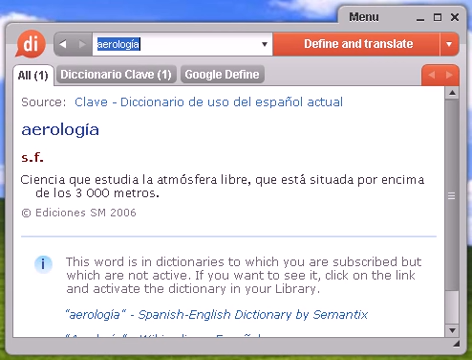 Menu
di
aerología
Define and translate
All (1)
Diccionario Clave (1)
Google Define
Source: Clave - Diccionario de uso del español actual
aerología
s.f.
Ciencia que estudia la atmósfera libre, que está situada por encima
de los 3 000 metros.
© Ediciones SM 2006
i
This word is in dictionaries to which you are subscribed but
which are not active. If you want to see it, click on the link
and activate the dictionary in your Library.
"aerología" - Spanish-English Dictionary by Semantix